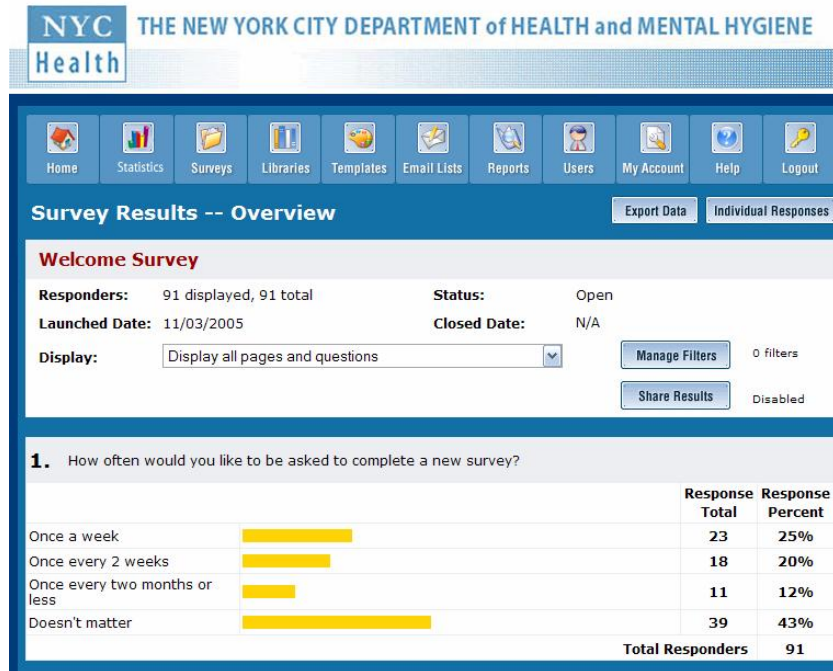 NYC
Health
THE NEW YORK CITY DEPARTMENT of HEALTH and MENTAL HYGIENE
Home Statistics Surveys Libraries Templates Email Lists Reports Users My Account Help Logout
Survey Results -- Overview Export Data Individual Responses
Welcome Survey
Responders: 91 displayed, 91 total Status: Open
Launched Date: 11/03/2005 Closed Date: N/A
Display: Display all pages and questions Manage Filters 0 filters
Share Results Disabled
1. How often would you like to be asked to complete a new survey?
Response Response
Total Percent
Once a week 23 25%
Once every 2 weeks 18 20%
Once every two months or
less 11 12%
Doesn't matter 39 43%
Total Responders 91